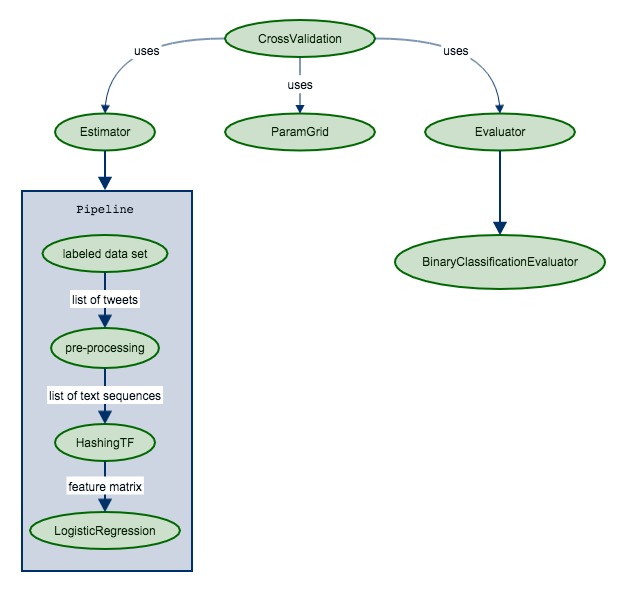 CrossValidation
uses
uses
uses
Estimator
ParamGrid
Evaluator
Pipeline
labeled data set
BinaryClassificationEvaluator
list of tweets
pre-processing
list of text sequences
HashingTF
feature matrix
LogisticRegression